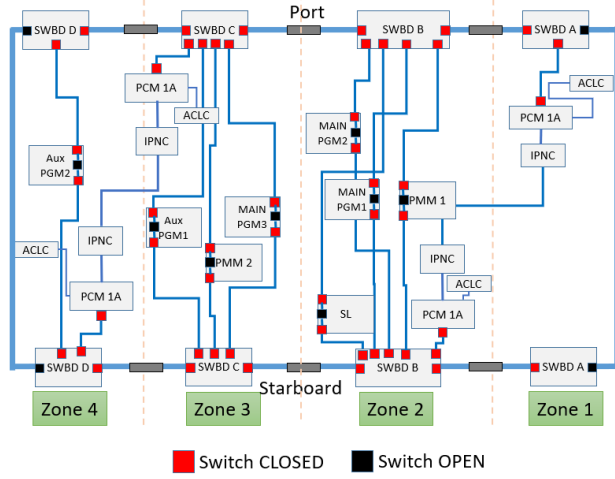 Port
SWBD D
SWBD C
SWBD B
SWBD A
PCM 1A
ACLC
IPNC
ACLC
PCM 1A
IPNC
MAIN
PGM2
Aux
PGM2
MAIN
PGM1
PMM 1
Aux
PGM1
MAIN
PGM3
IPNC
ACLC
PMM 2
IPNC
PCM 1A
ACLC
SL
PCM 1A
SWBD D
SWBD C
SWBD B
SWBD A
Starboard
Zone 4
Zone 3
Zone 2
Zone 1
Switch CLOSED
Switch OPEN